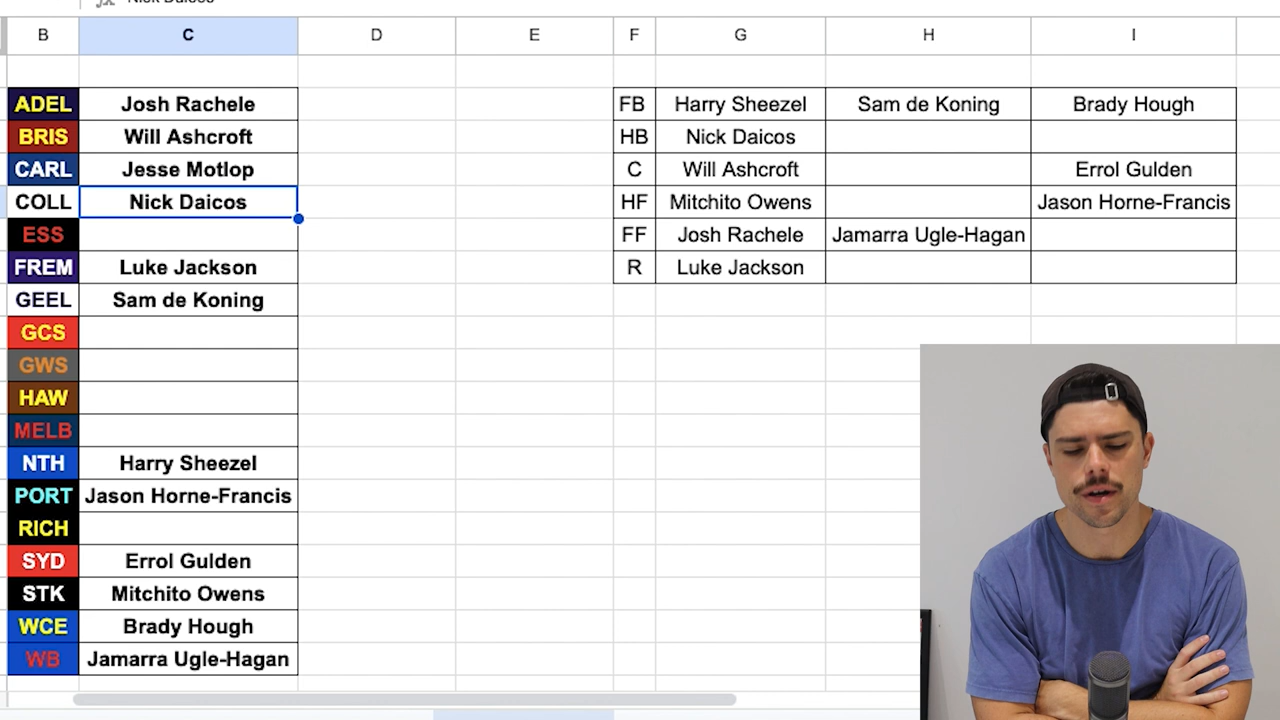 Nick Daicos
B C D E F G H I
ADEL Josh Rachele FB Harry Sheezel Sam de Koning Brady Hough
BRIS Will Ashcroft HB Nick Daicos
CARL Jesse Motlop C Will Ashcroft Errol Gulden
COLL Nick Daicos HF Mitchito Owens Jason Horne-Francis
ESS FF Josh Rachele Jamarra Ugle-Hagan
FREM Luke Jackson R Luke Jackson
GEEL Sam de Koning
GCS
GWS
HAW
MELB
NTH Harry Sheezel
PORT Jason Horne-Francis
RICH
SYD Errol Gulden
STK Mitchito Owens
WCE Brady Hough
WB Jamarra Ugle-Hagan